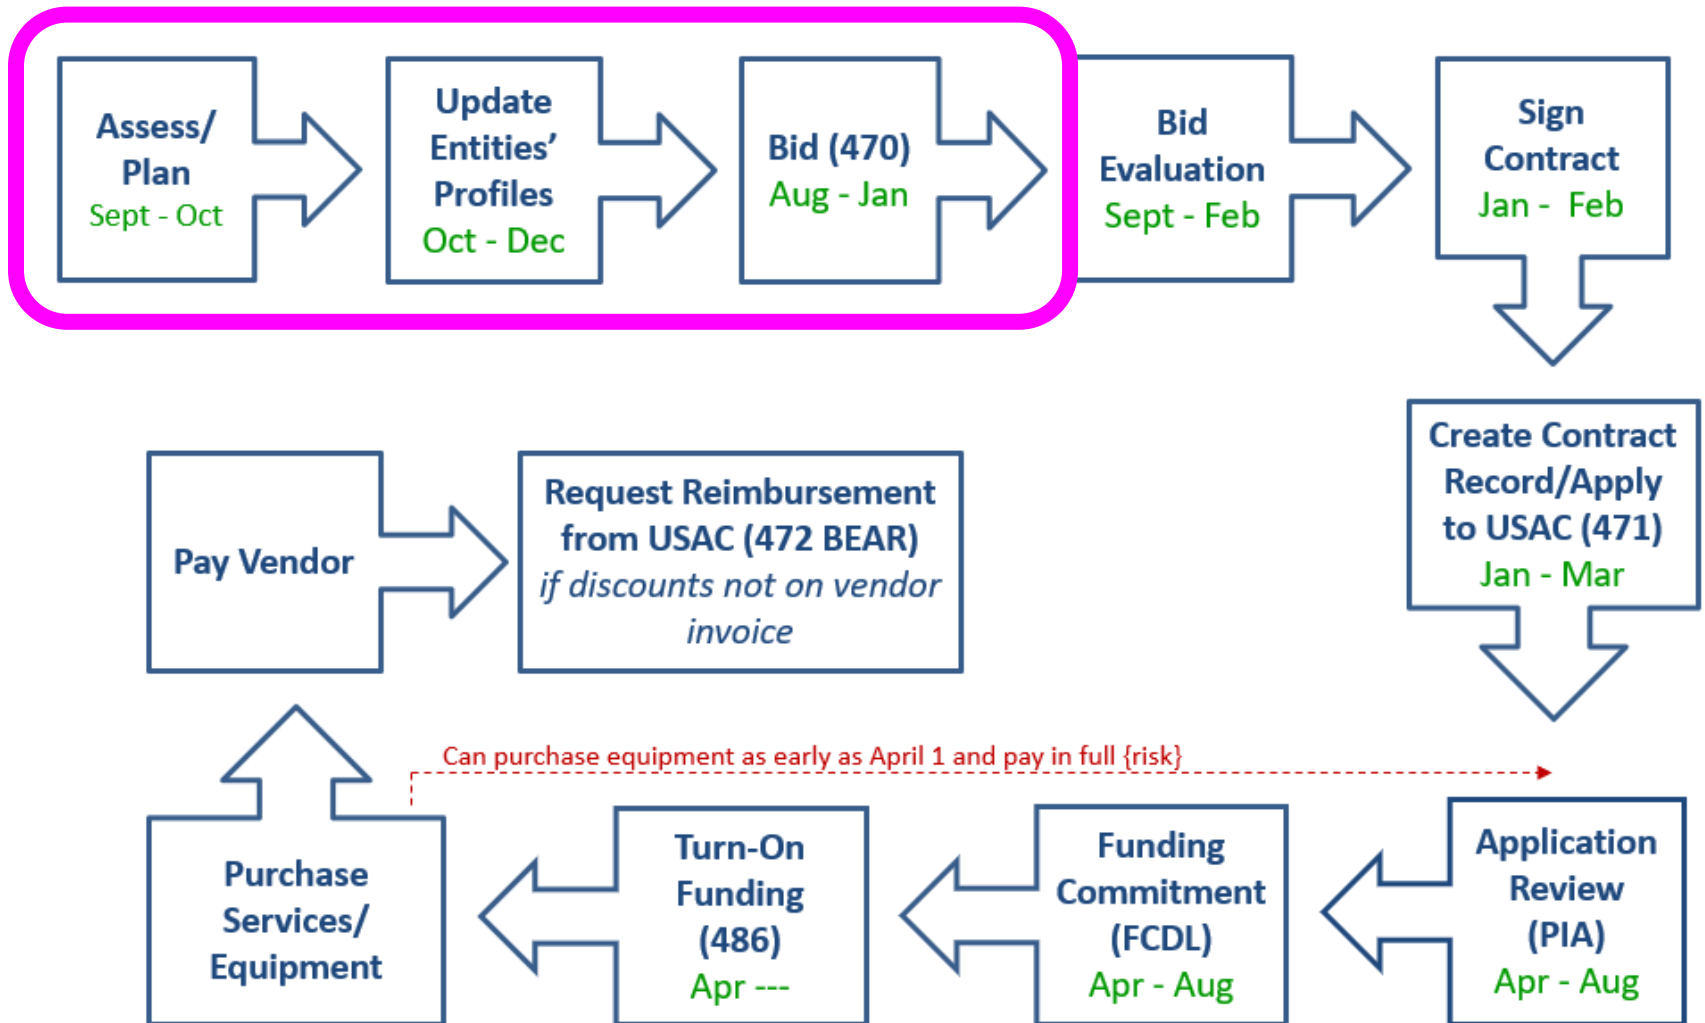 Assess/
Plan
Sept - Oct
Update
Entities’
Profiles
Oct - Dec
Bid (470)
Aug - Jan
Bid
Evaluation
Sept - Feb
Sign
Contract
Jan -  Feb
Create Contract
Record/Apply
to USAC (471)
Jan - Mar
Application
Review
(PIA)
Apr - Aug
Funding
Commitment
(FCDL)
Apr - Aug
Turn-On
Funding
(486)
Apr ---
Can purchase equipment as early as April 1 and pay in full {risk}
Purchase
Services/
Equipment
Pay Vendor
Request Reimbursement
from USAC (472 BEAR)
if discounts not on vendor
invoice